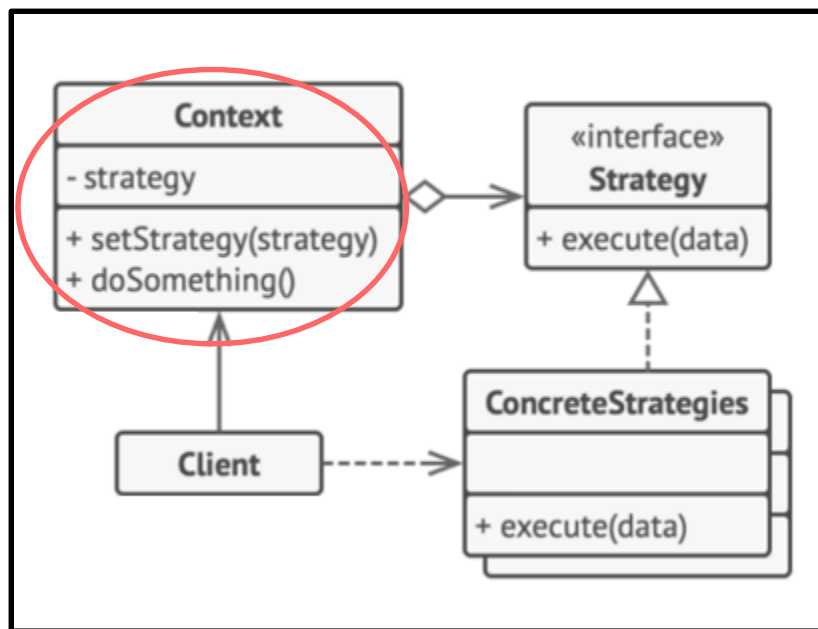 Context
- strategy
+ setStrategy(strategy)
+ doSomething()
«interface»
Strategy
+ execute(data)
Client
ConcreteStrategies
+ execute(data)